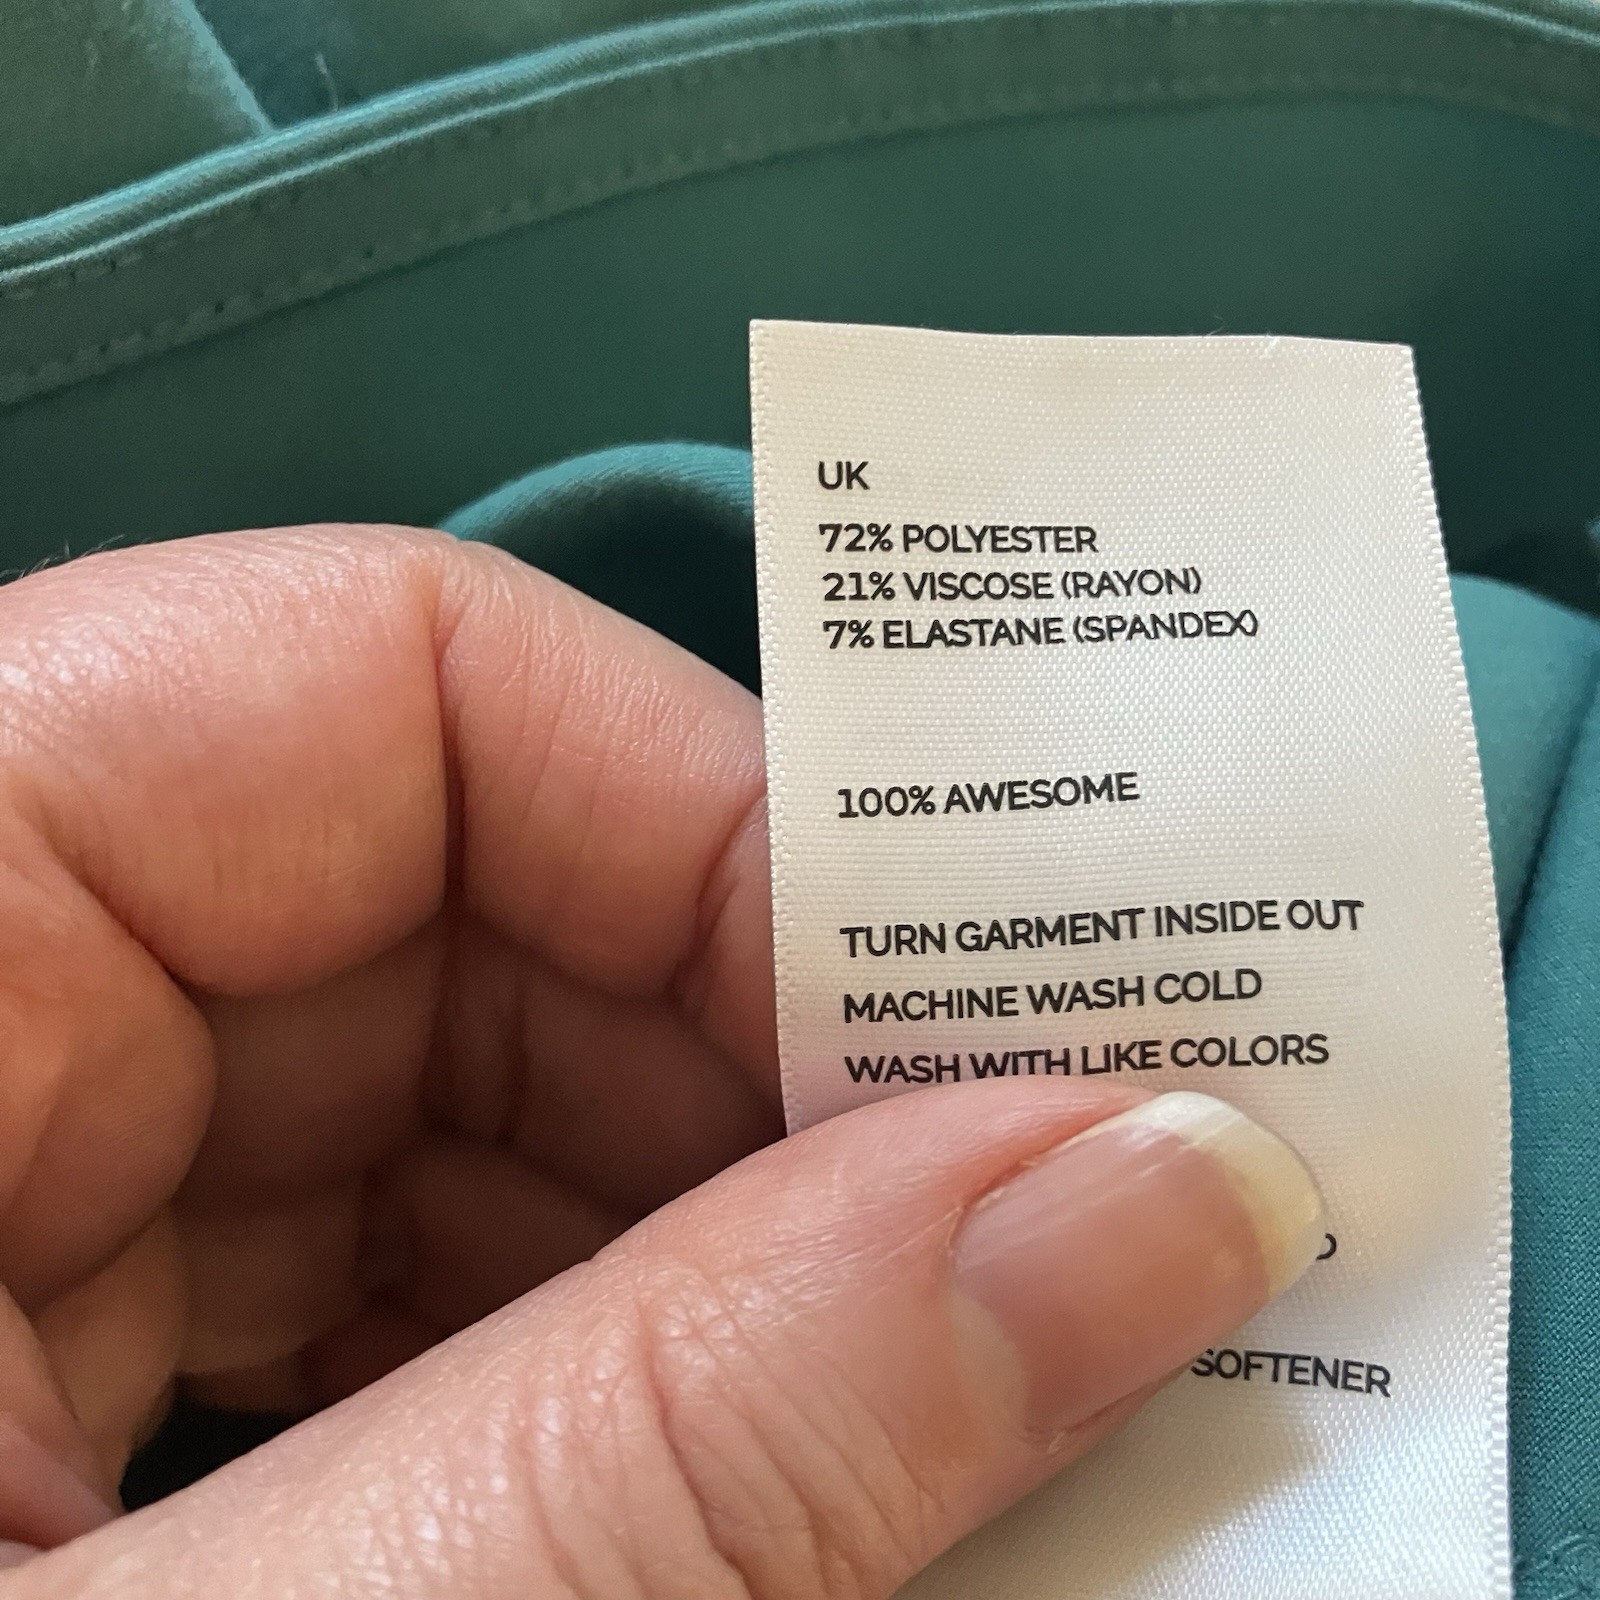 UK
72% POLYESTER
21% VISCOSE (RAYON)
7% ELASTANE (SPANDEX)
100% AWESOME
TURN GARMENT INSIDE OUT
MACHINE WASH COLD
WASH WITH LIKE COLORS
SOFTENER